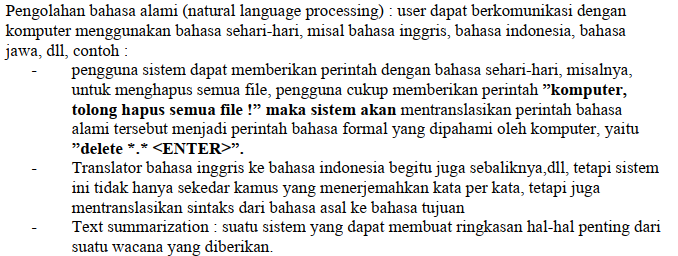 Pengolahan bahasa alami (natural language processing) : user dapat berkomunikasi dengan
komputer menggunakan bahasa sehari-hari, misal bahasa inggris, bahasa indonesia, bahasa
jawa, dll, contoh :
- pengguna sistem dapat memberikan perintah dengan bahasa sehari-hari, misalnya,
untuk menghapus semua file, pengguna cukup memberikan perintah ”komputer,
tolong hapus semua file !” maka sistem akan mentranslasikan perintah bahasa
alami tersebut menjadi perintah bahasa formal yang dipahami oleh komputer, yaitu
”delete *.* <ENTER>”.
- Translator bahasa inggris ke bahasa indonesia begitu juga sebaliknya,dll, tetapi sistem
ini tidak hanya sekedar kamus yang menerjemahkan kata per kata, tetapi juga
mentranslasikan sintaks dari bahasa asal ke bahasa tujuan
- Text summarization : suatu sistem yang dapat membuat ringkasan hal-hal penting dari
suatu wacana yang diberikan.